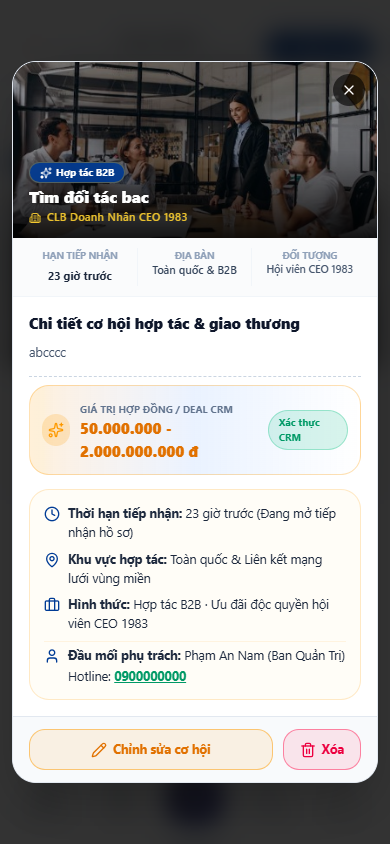 Hợp tác B2B
Tìm đối tác bac
CLB Doanh Nhân CEO 1983
HẠN TIẾP NHẬN
23 giờ trước
ĐỊA BÀN
Toàn quốc & B2B
ĐỐI TƯỢNG
Hội viên CEO 1983
Chi tiết cơ hội hợp tác & giao thương
abcccc
GIÁ TRỊ HỢP ĐỒNG / DEAL CRM
50.000.000 -
2.000.000.000 đ
Xác thực
CRM
Thời hạn tiếp nhận: 23 giờ trước (Đang mở tiếp
nhận hồ sơ)
Khu vực hợp tác: Toàn quốc & Liên kết mạng
lưới vùng miền
Hình thức: Hợp tác B2B · Ưu đãi độc quyền hội
viên CEO 1983
Đầu mối phụ trách: Phạm An Nam (Ban Quản Trị)
Hotline: 0900000000
Chỉnh sửa cơ hội
Xóa